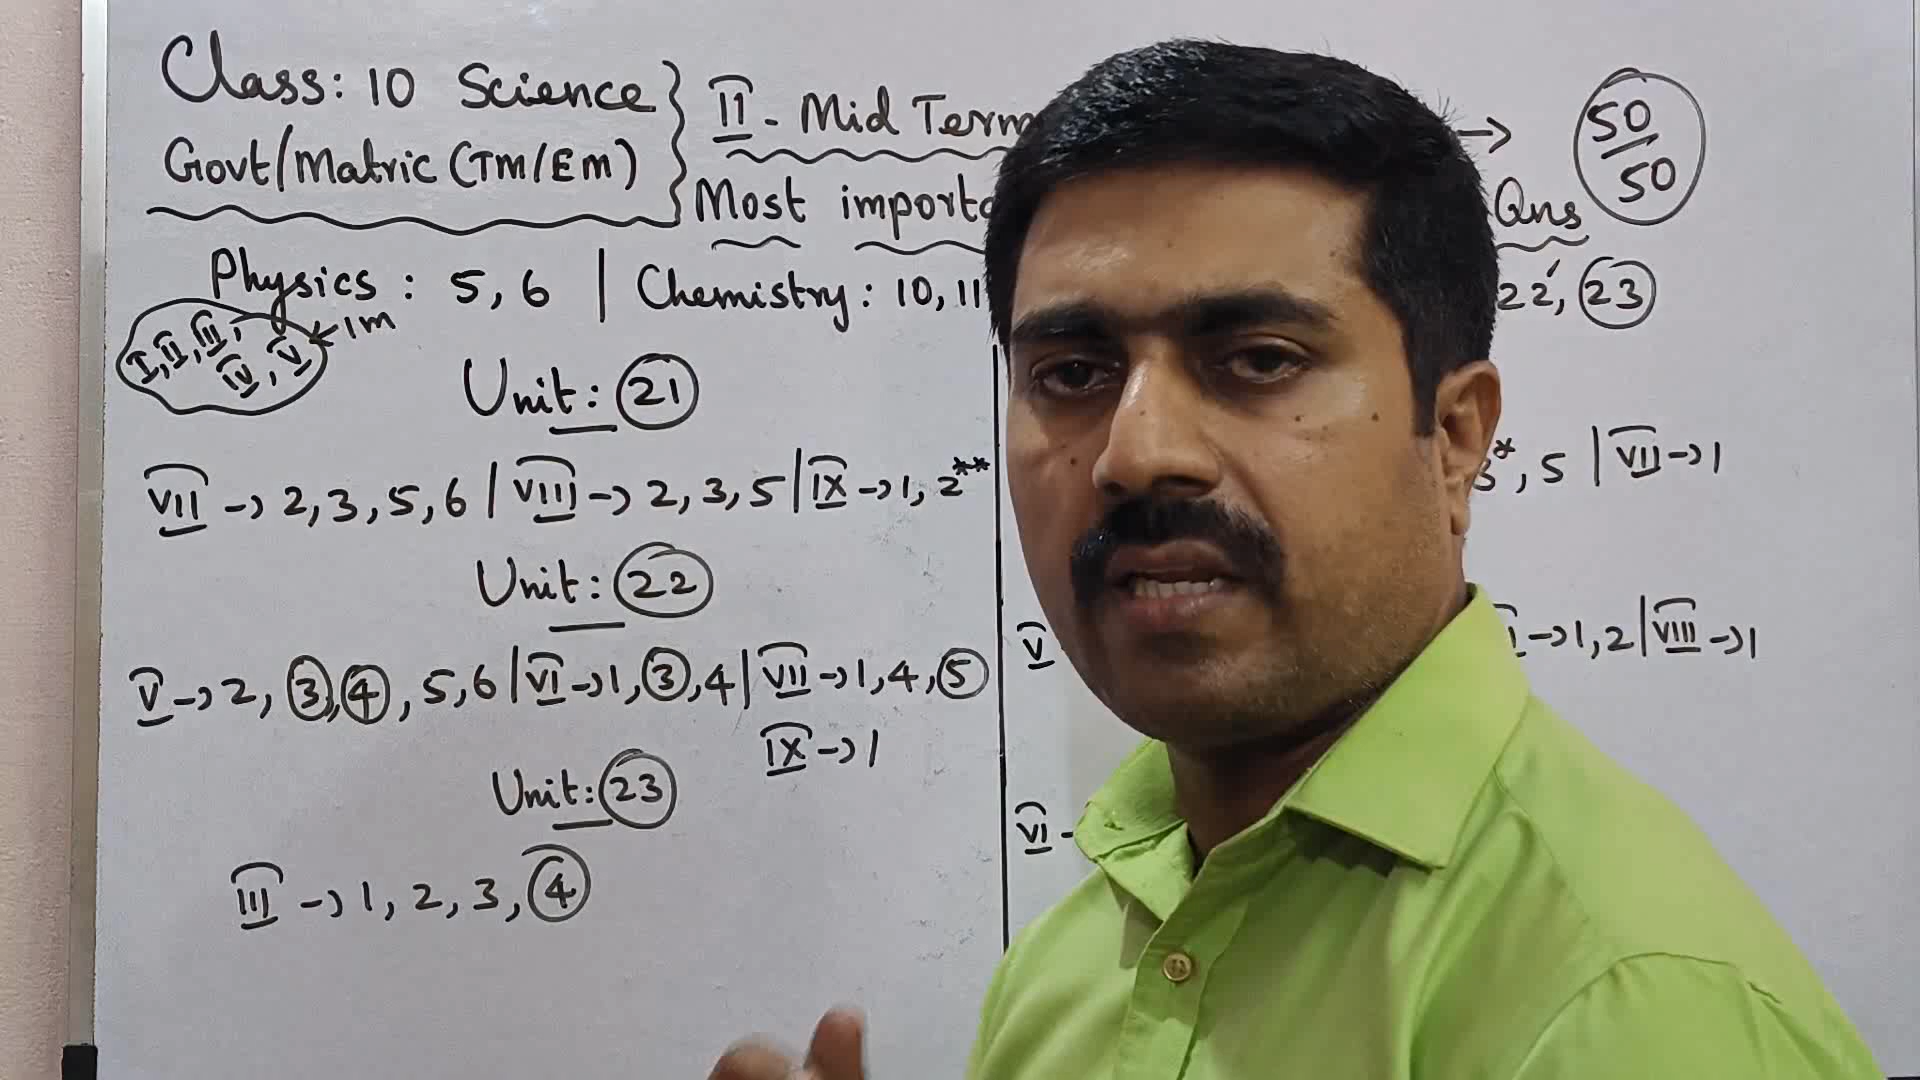 Class: 10 Science
Govt/Matric (TM/EM)
II - Mid Term → 50/50
Most Qns
Physics : 5, 6 | Chemistry : 10, 11 22, 23
I, II, III, IV, V ← 1m
Unit: 21
VII → 2, 3, 5, 6 | VIII → 2, 3, 5 | IX → 1, 2**
Unit: 22
V → 2, 3, 4, 5, 6 | VI → 1, 3, 4 | VII → 1, 4, 5
IX → 1
Unit: 23
III → 1, 2, 3, 4
3*, 5 | VII → 1
V → 1, 2 | VIII → 1
VI